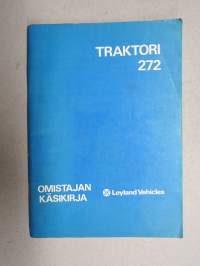 TRAKTORI
272
OMISTAJAN
KÄSIKIRJA
Leyland Vehicles